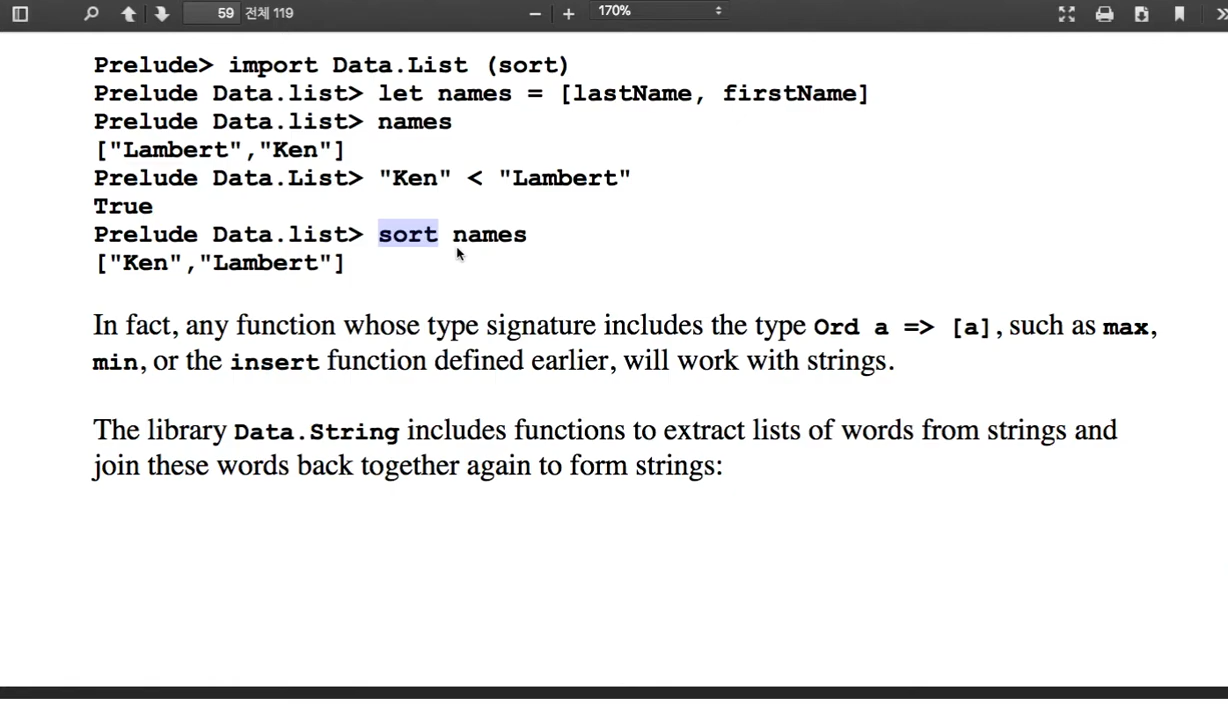 59 전체 119
170%
Prelude> import Data.List (sort)
Prelude Data.list> let names = [lastName, firstName]
Prelude Data.list> names
["Lambert","Ken"]
Prelude Data.List> "Ken" < "Lambert"
True
Prelude Data.list> sort names
["Ken","Lambert"]
In fact, any function whose type signature includes the type Ord a => [a], such as max,
min, or the insert function defined earlier, will work with strings.
The library Data.String includes functions to extract lists of words from strings and
join these words back together again to form strings: